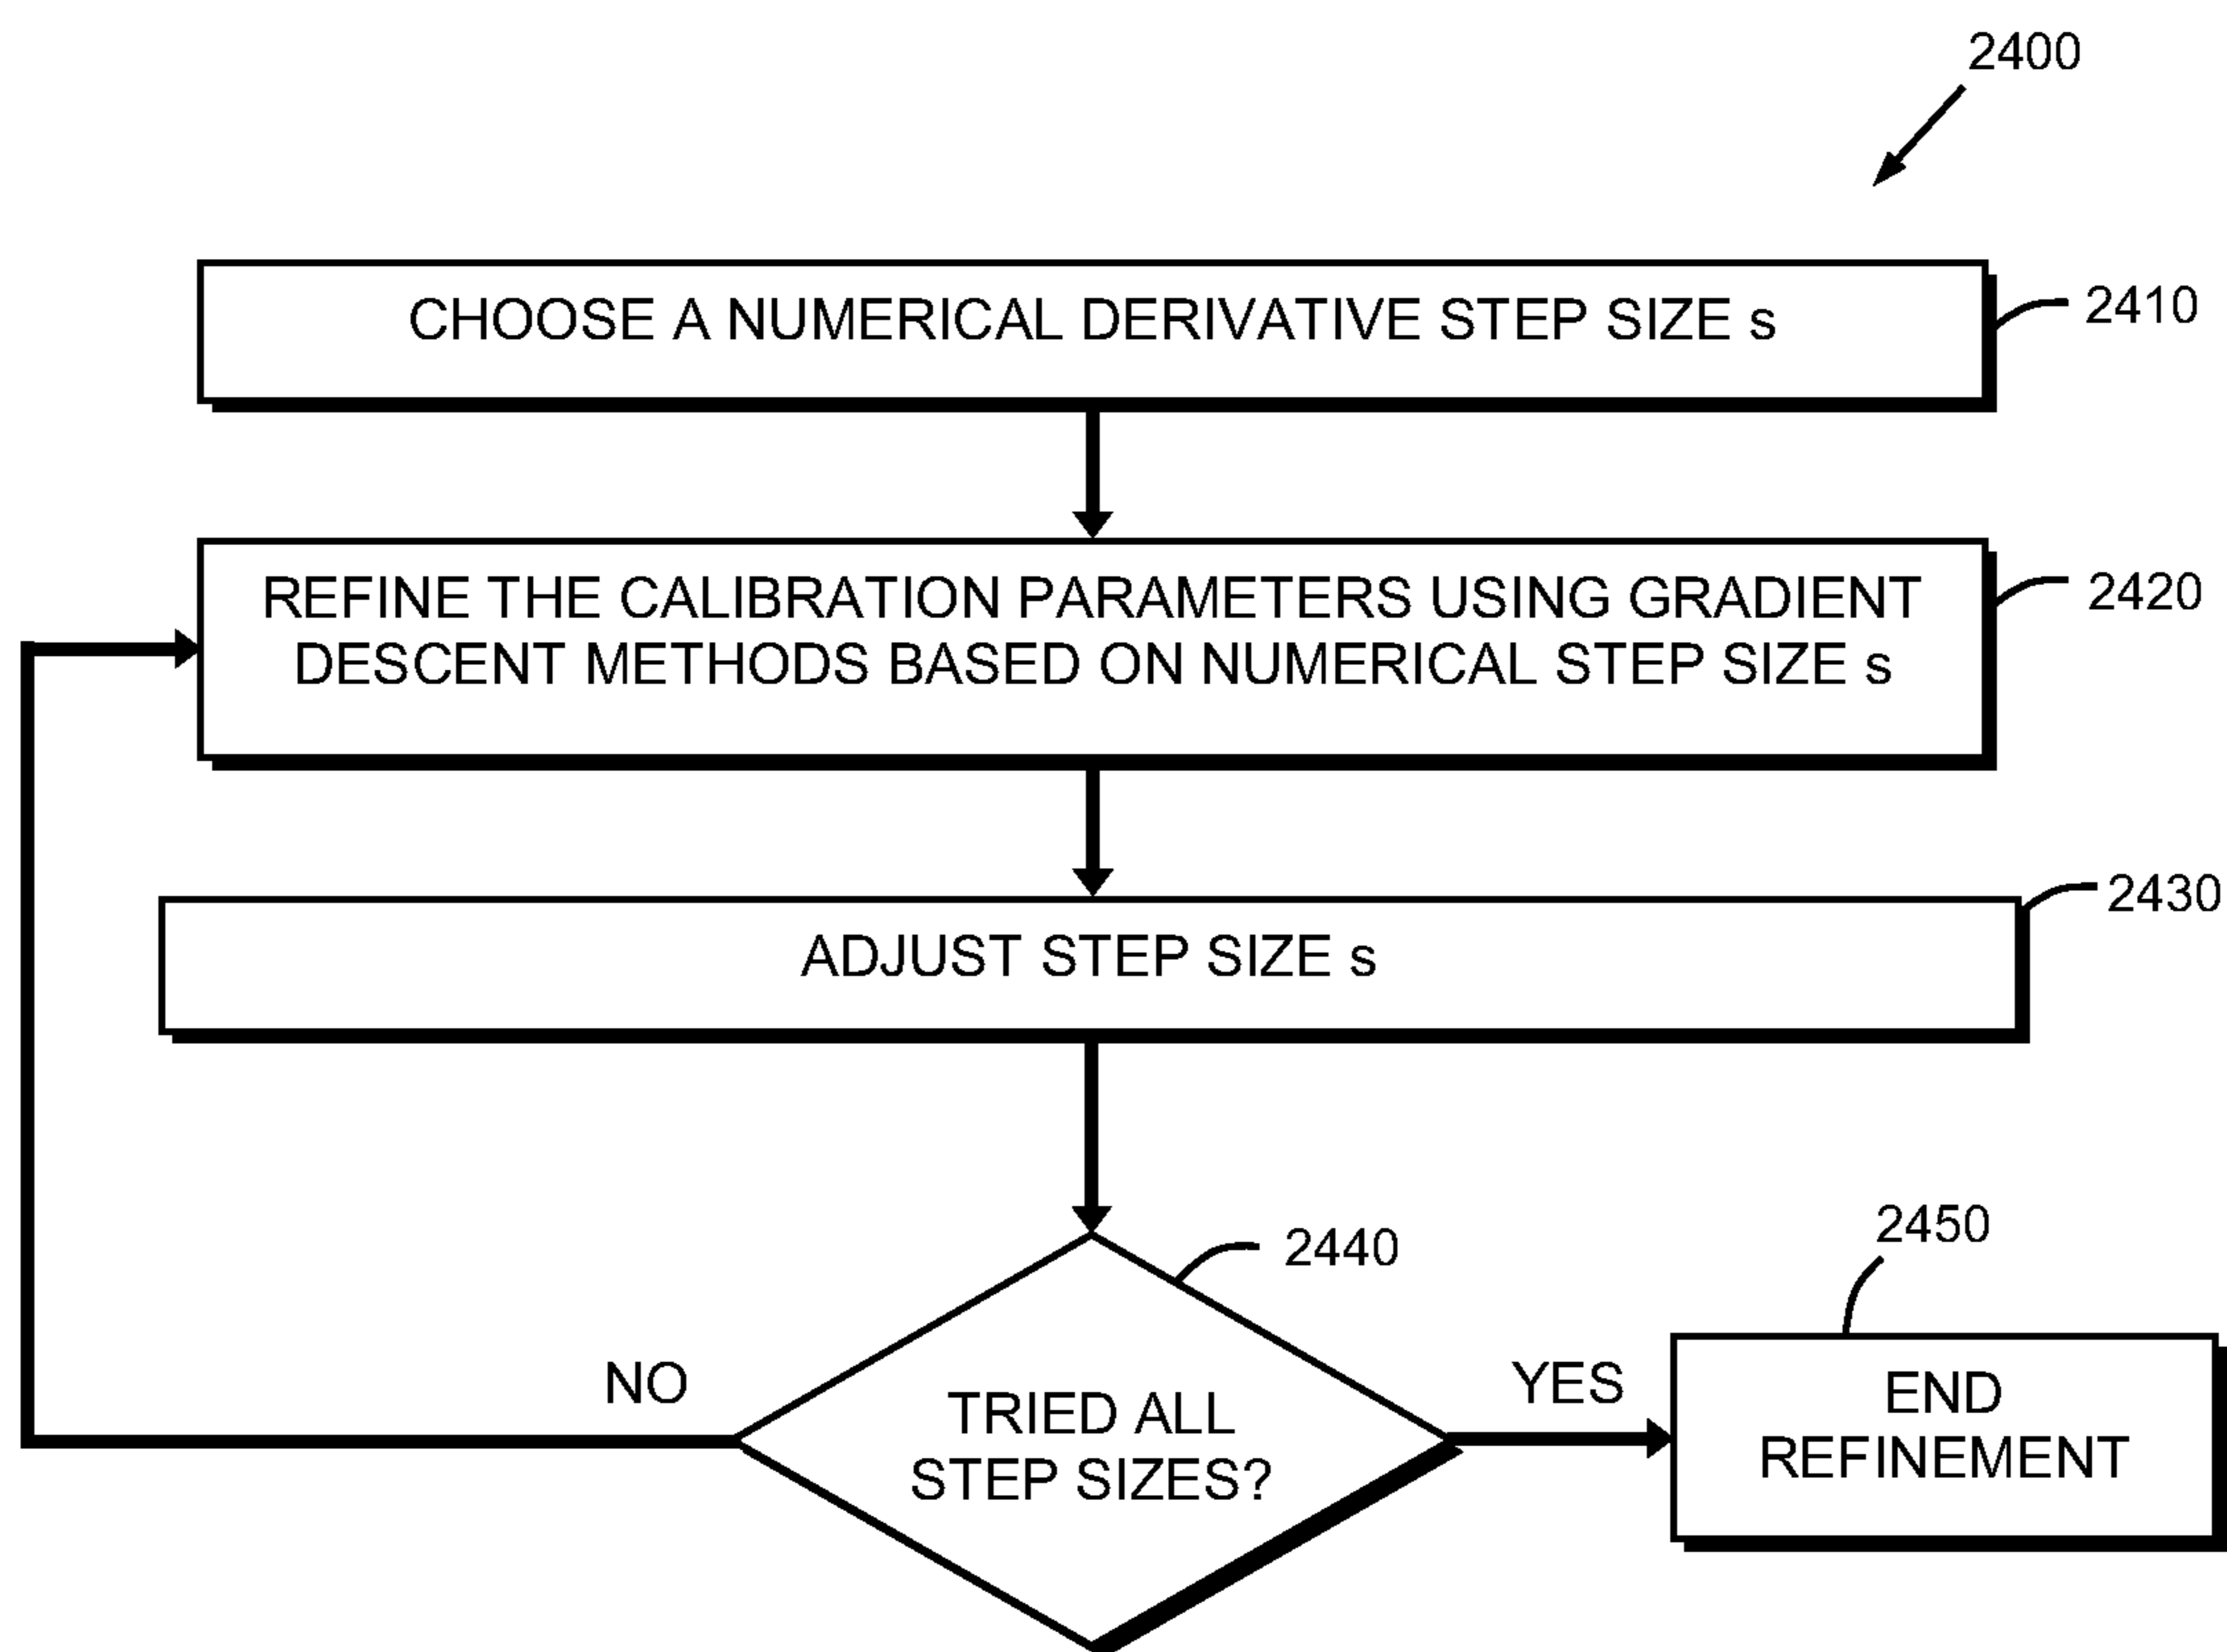 2400
CHOOSE A NUMERICAL DERIVATIVE STEP SIZE s
2410
REFINE THE CALIBRATION PARAMETERS USING GRADIENT
DESCENT METHODS BASED ON NUMERICAL STEP SIZE s
2420
ADJUST STEP SIZE s
2430
2440
TRIED ALL
STEP SIZES?
NO
YES
2450
END
REFINEMENT